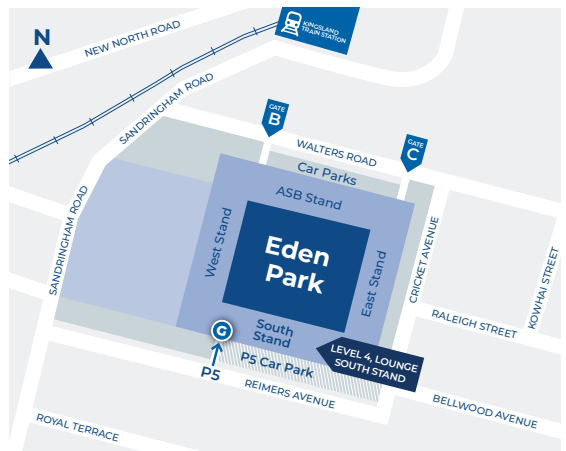 N
NEW NORTH ROAD
KINGSLAND
TRAIN STATION
SANDRINGHAM ROAD
GATE
B
WALTERS ROAD
GATE
C
Car Parks
ASB Stand
SANDRINGHAM ROAD
West Stand
Eden
Park
East Stand
CRICKET AVENUE
KOWHAI STREET
RALEIGH STREET
G
South
Stand
LEVEL 4, LOUNGE
SOUTH STAND
P5 Car Park
P5
REIMERS AVENUE
BELLWOOD AVENUE
ROYAL TERRACE